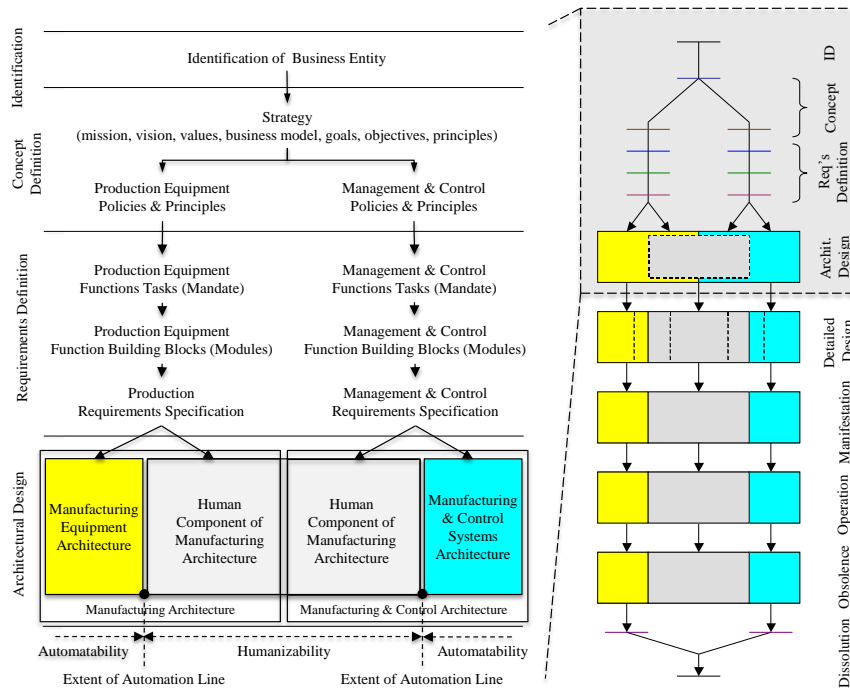 Identification
Identification of Business Entity
Concept
Definition
Strategy
(mission, vision, values, business model, goals, objectives, principles)
Production Equipment
Policies & Principles
Management & Control
Policies & Principles
Requirements Definition
Production Equipment
Functions Tasks (Mandate)
Management & Control
Functions Tasks (Mandate)
Production Equipment
Function Building Blocks (Modules)
Management & Control
Function Building Blocks (Modules)
Production
Requirements Specification
Management & Control
Requirements Specification
Architectural Design
Manufacturing
Equipment
Architecture
Human
Component of
Manufacturing
Architecture
Human
Component of
Manufacturing
Architecture
Manufacturing
& Control
Systems
Architecture
Manufacturing Architecture
Manufacturing & Control Architecture
Automatability
Humanizability
Automatability
Extent of Automation Line
Extent of Automation Line
ID
Concept
Req's
Definition
Archit.
Design
Detailed
Design
Manifestation
Operation
Obsolence
Dissolution